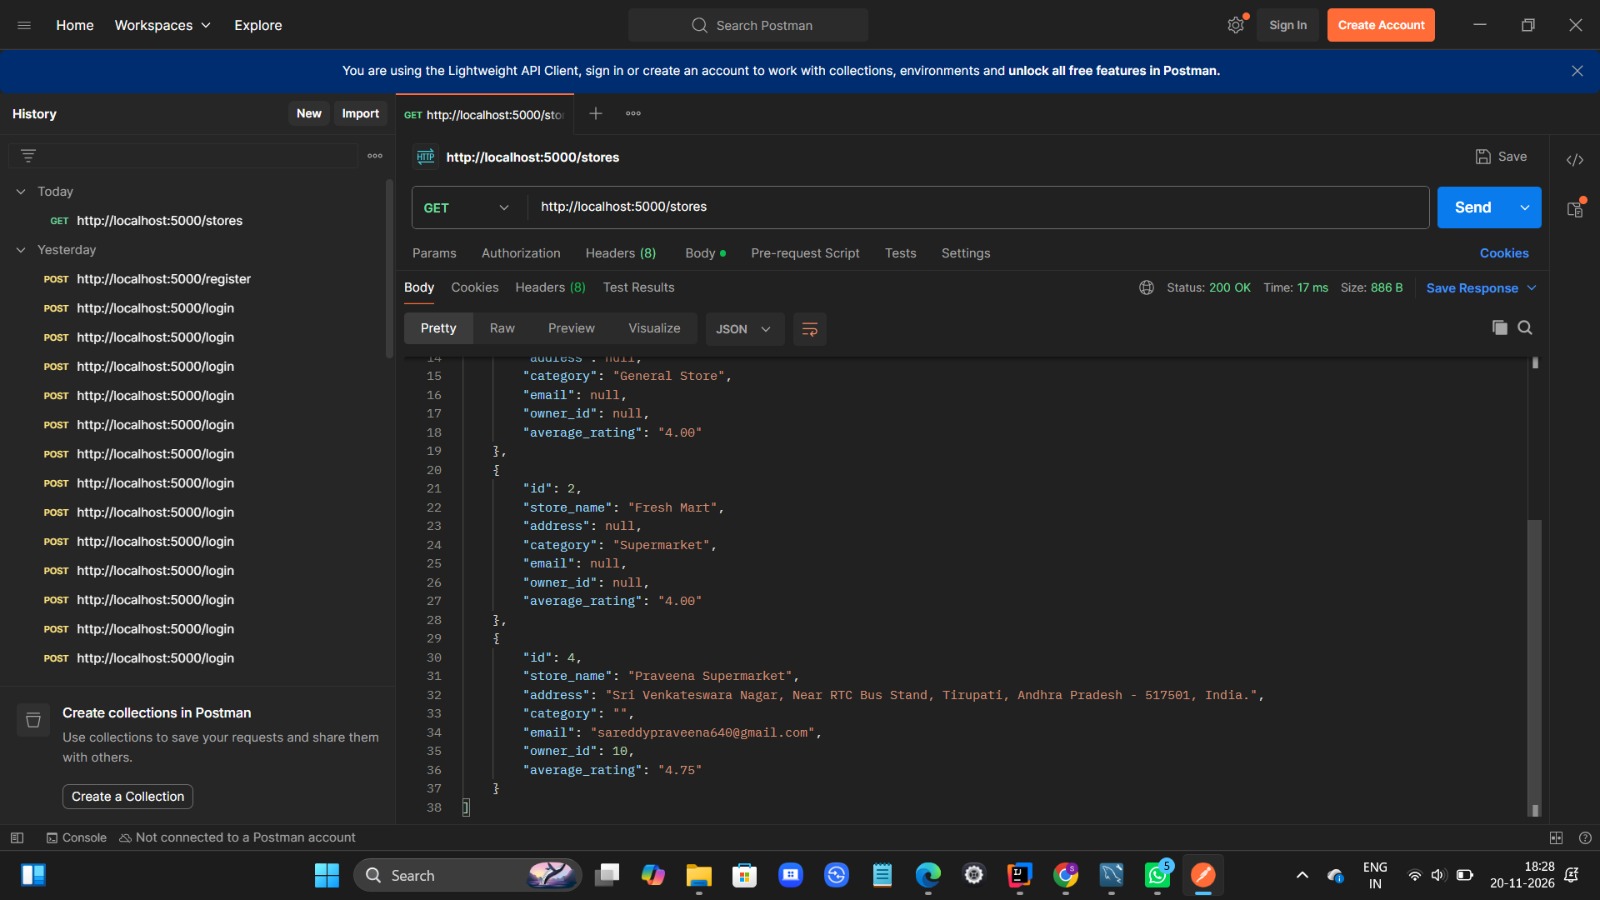 Home
Workspaces
Explore
Search Postman
Sign In
Create Account
You are using the Lightweight API Client, sign in or create an account to work with collections, environments and unlock all free features in Postman.
History
New
Import
GET http://localhost:5000/sto
HTTP http://localhost:5000/stores
Save
Today
GET http://localhost:5000/stores
Yesterday
POST http://localhost:5000/register
POST http://localhost:5000/login
POST http://localhost:5000/login
POST http://localhost:5000/login
POST http://localhost:5000/login
POST http://localhost:5000/login
POST http://localhost:5000/login
POST http://localhost:5000/login
POST http://localhost:5000/login
POST http://localhost:5000/login
POST http://localhost:5000/login
POST http://localhost:5000/login
POST http://localhost:5000/login
POST http://localhost:5000/login
Create collections in Postman
Use collections to save your requests and share them
with others.
Create a Collection
GET
http://localhost:5000/stores
Send
Params
Authorization
Headers (8)
Body
Pre-request Script
Tests
Settings
Cookies
Body
Cookies
Headers (8)
Test Results
Status: 200 OK
Time: 17 ms
Size: 886 B
Save Response
Pretty
Raw
Preview
Visualize
JSON
14 "address": null,
15 "category": "General Store",
16 "email": null,
17 "owner_id": null,
18 "average_rating": "4.00"
19 },
20 {
21 "id": 2,
22 "store_name": "Fresh Mart",
23 "address": null,
24 "category": "Supermarket",
25 "email": null,
26 "owner_id": null,
27 "average_rating": "4.00"
28 },
29 {
30 "id": 4,
31 "store_name": "Praveena Supermarket",
32 "address": "Sri Venkateswara Nagar, Near RTC Bus Stand, Tirupati, Andhra Pradesh - 517501, India.",
33 "category": "",
34 "email": "sareddypraveena640@gmail.com",
35 "owner_id": 10,
36 "average_rating": "4.75"
37 }
38 ]
Console
Not connected to a Postman account
Search
5
ENG
IN
18:28
20-11-2026